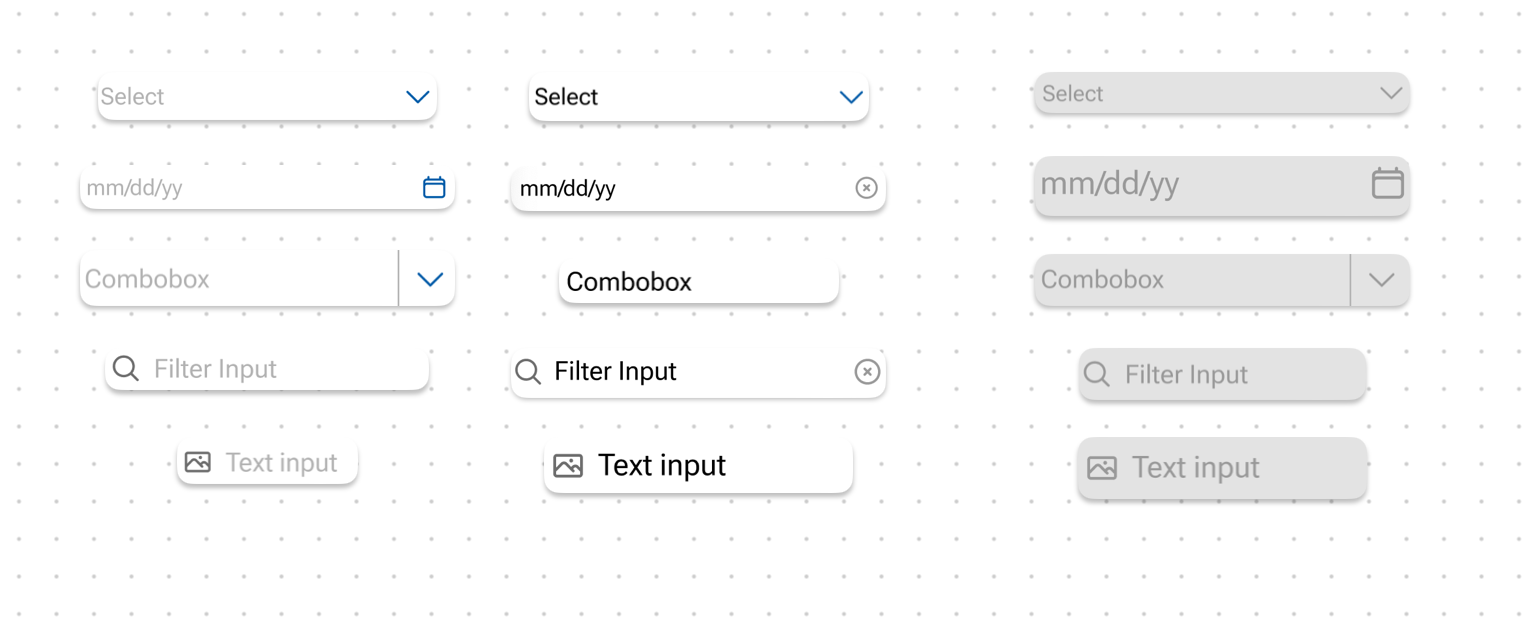 Select
Select
Select
mm/dd/yy
mm/dd/yy
mm/dd/yy
Combobox
Combobox
Combobox
Filter Input
Filter Input
Filter Input
Text input
Text input
Text input